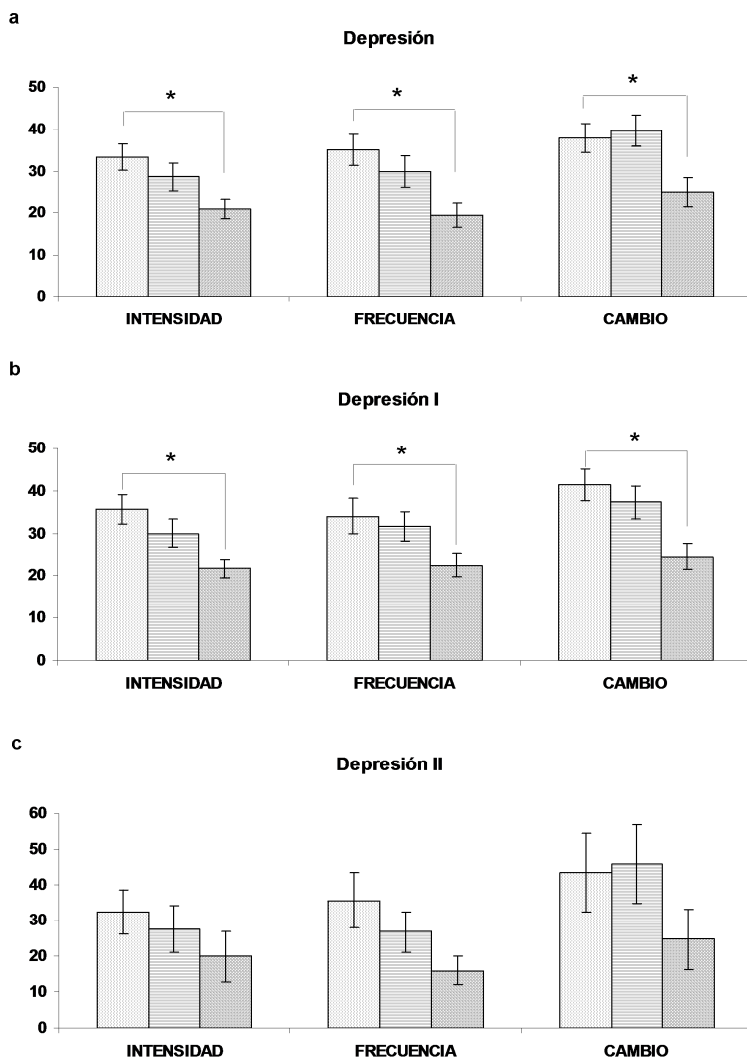 a
Depresión
50
40
30
20
10
0
* * *
INTENSIDAD FRECUENCIA CAMBIO
b
Depresión I
50
40
30
20
10
0
* * *
INTENSIDAD FRECUENCIA CAMBIO
c
Depresión II
60
50
40
30
20
10
0
INTENSIDAD FRECUENCIA CAMBIO